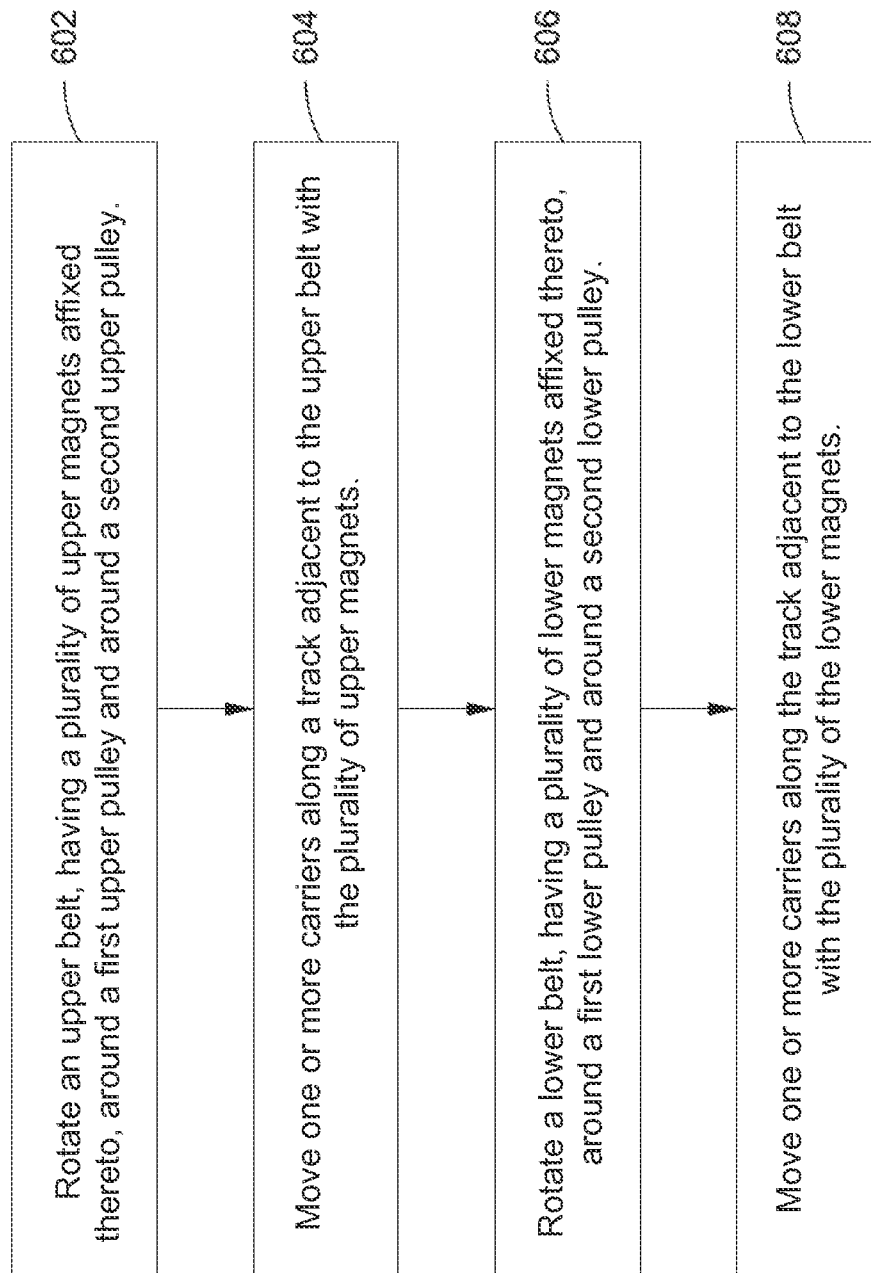 602
Rotate an upper belt, having a plurality of upper magnets affixed
thereto, around a first upper pulley and around a second upper pulley.
604
Move one or more carriers along a track adjacent to the upper belt with
the plurality of upper magnets.
606
Rotate a lower belt, having a plurality of lower magnets affixed thereto,
around a first lower pulley and around a second lower pulley.
608
Move one or more carriers along the track adjacent to the lower belt
with the plurality of the lower magnets.